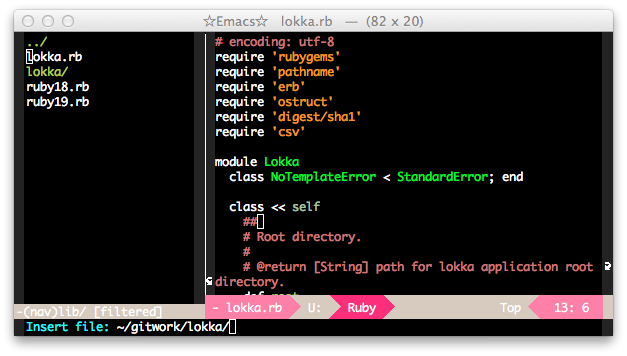 ☆Emacs☆ lokka.rb — (82 x 20)
../
lokka.rb
lokka/
ruby18.rb
ruby19.rb
# encoding: utf-8
require 'rubygems'
require 'pathname'
require 'erb'
require 'ostruct'
require 'digest/sha1'
require 'csv'
module Lokka
class NoTemplateError < StandardError; end
class << self
##
# Root directory.
#
# @return [String] path for lokka application root
directory.
def root
-(nav)lib/ [filtered]
- lokka.rb U: Ruby Top 13: 6
Insert file: ~/gitwork/lokka/